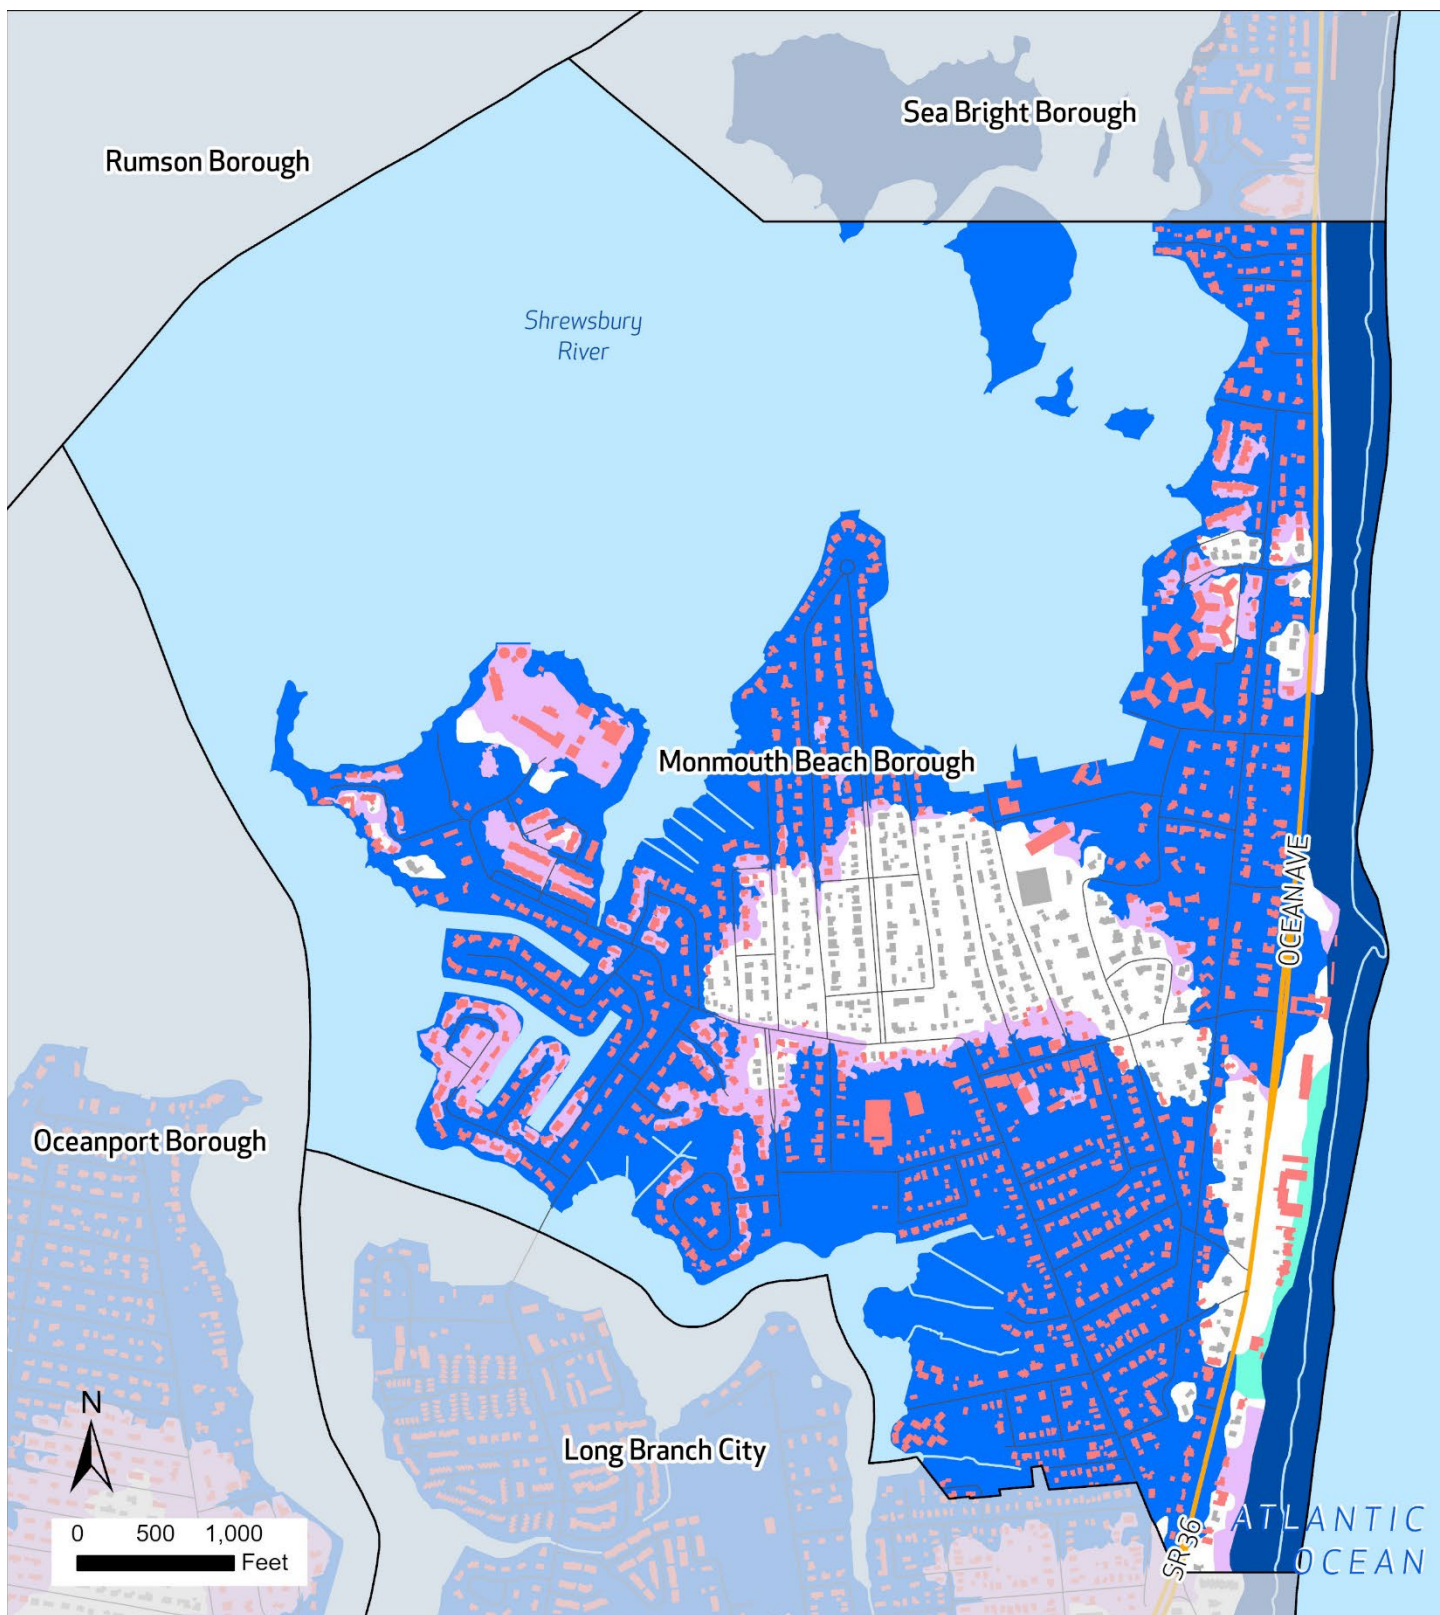 Sea Bright Borough
Rumson Borough
Shrewsbury
River
Monmouth Beach Borough
OCEAN AVE
Oceanport Borough
N
Long Branch City
0 500 1,000
Feet
SR 36
ATLANTIC
OCEAN